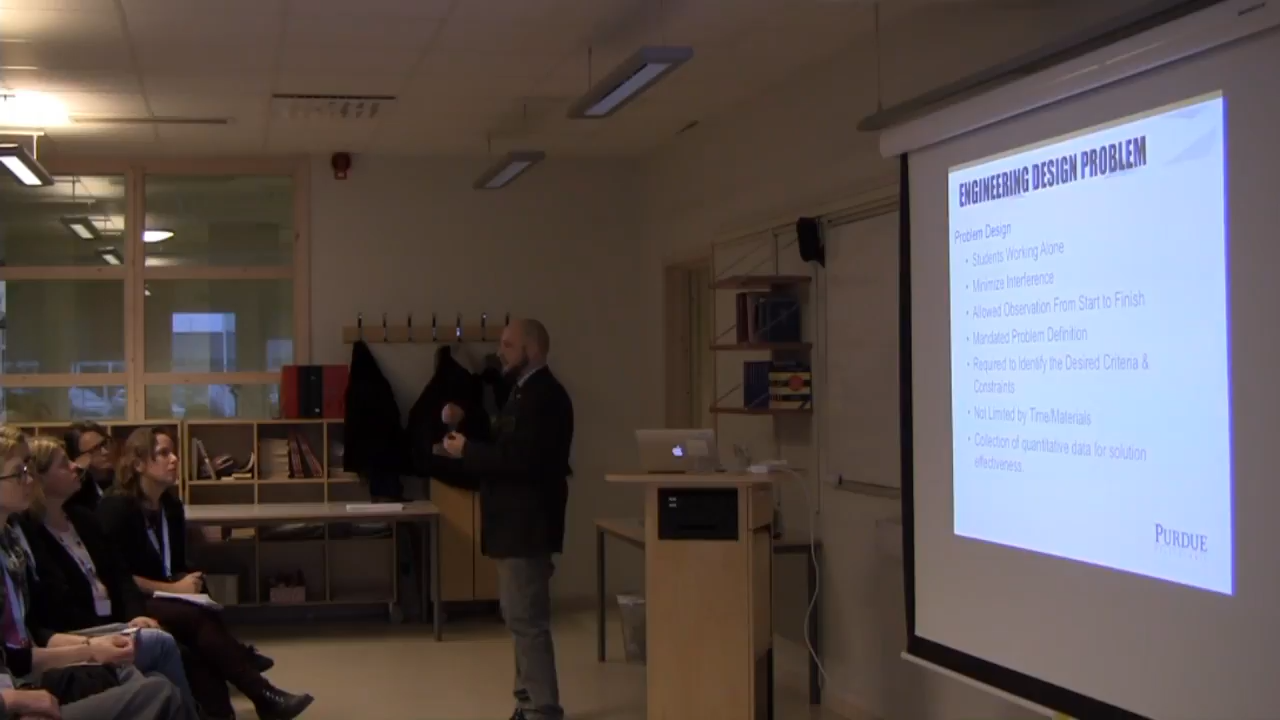 ENGINEERING DESIGN PROBLEM
Problem Design
• Students Working Alone
• Minimize Interference
• Allowed Observation From Start to Finish
• Mandated Problem Definition
• Required to Identify the Desired Criteria &
Constraints
• Not Limited by Time/Materials
• Collection of quantitative data for solution
effectiveness.
PURDUE